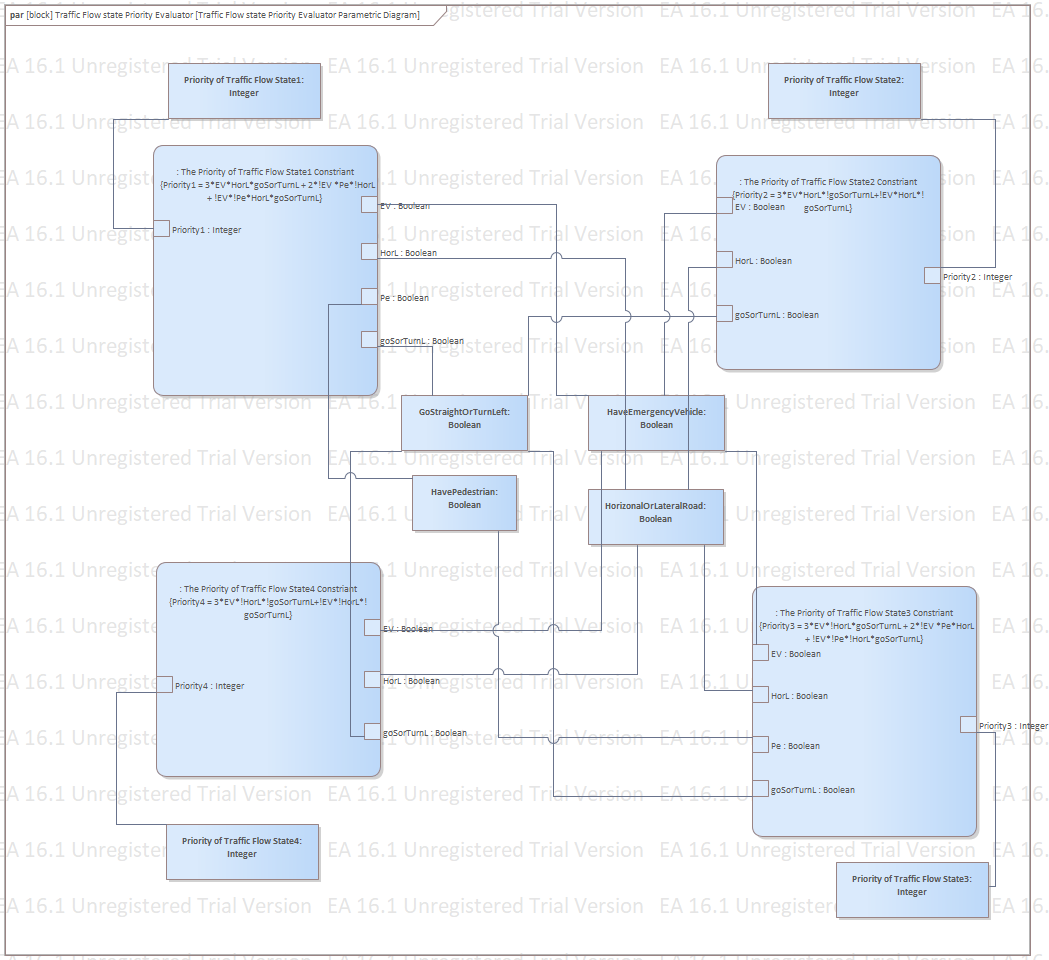 par [block] Traffic Flow state Priority Evaluator [Traffic Flow state Priority Evaluator Parametric Diagram]
EA 16.1 Unregistered Trial Version
Priority of Traffic Flow State1:
Integer
Priority of Traffic Flow State2:
Integer
: The Priority of Traffic Flow State1 Constriant
{Priority1 = 3*EV*HorL*goSorTurnL + 2*!EV *Pe*!HorL
+ !EV*!Pe*HorL*goSorTurnL}
EV : Boolean
Priority1 : Integer
HorL : Boolean
Pe : Boolean
goSorTurnL : Boolean
: The Priority of Traffic Flow State2 Constriant
{Priority2 = 3*EV*HorL*!goSorTurnL+!EV*HorL*!
goSorTurnL}
EV : Boolean
HorL : Boolean
Priority2 : Integer
goSorTurnL : Boolean
GoStraightOrTurnLeft:
Boolean
HaveEmergencyVehicle:
Boolean
HavePedestrian:
Boolean
HorizonalOrLateralRoad:
Boolean
: The Priority of Traffic Flow State4 Constriant
{Priority4 = 3*EV*!HorL*!goSorTurnL+!EV*!HorL*!
goSorTurnL}
EV : Boolean
HorL : Boolean
Priority4 : Integer
goSorTurnL : Boolean
: The Priority of Traffic Flow State3 Constriant
{Priority3 = 3*EV*!HorL*goSorTurnL + 2*!EV *Pe*HorL
+ !EV*!Pe*!HorL*goSorTurnL}
EV : Boolean
HorL : Boolean
Priority3 : Integer
Pe : Boolean
goSorTurnL : Boolean
Priority of Traffic Flow State4:
Integer
Priority of Traffic Flow State3:
Integer